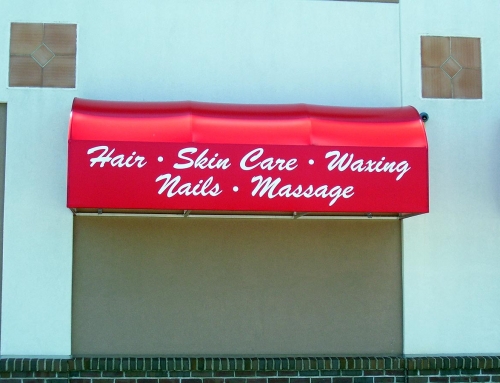 Hair · Skin Care · Waxing
Nails · Massage